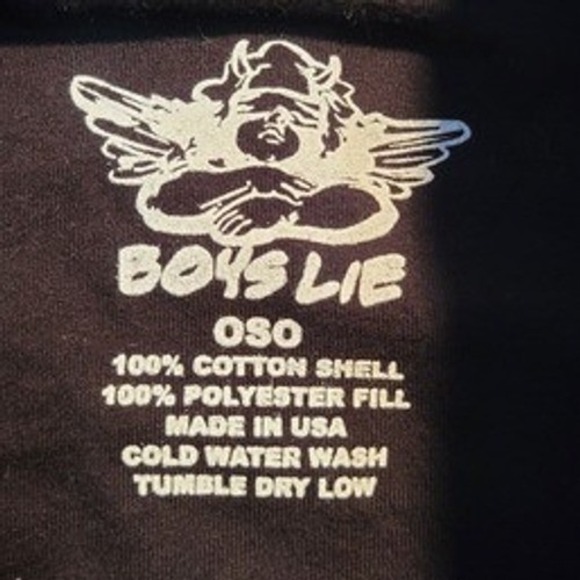 BOYS LIE
OSO
100% COTTON SHELL
100% POLYESTER FILL
MADE IN USA
COLD WATER WASH
TUMBLE DRY LOW